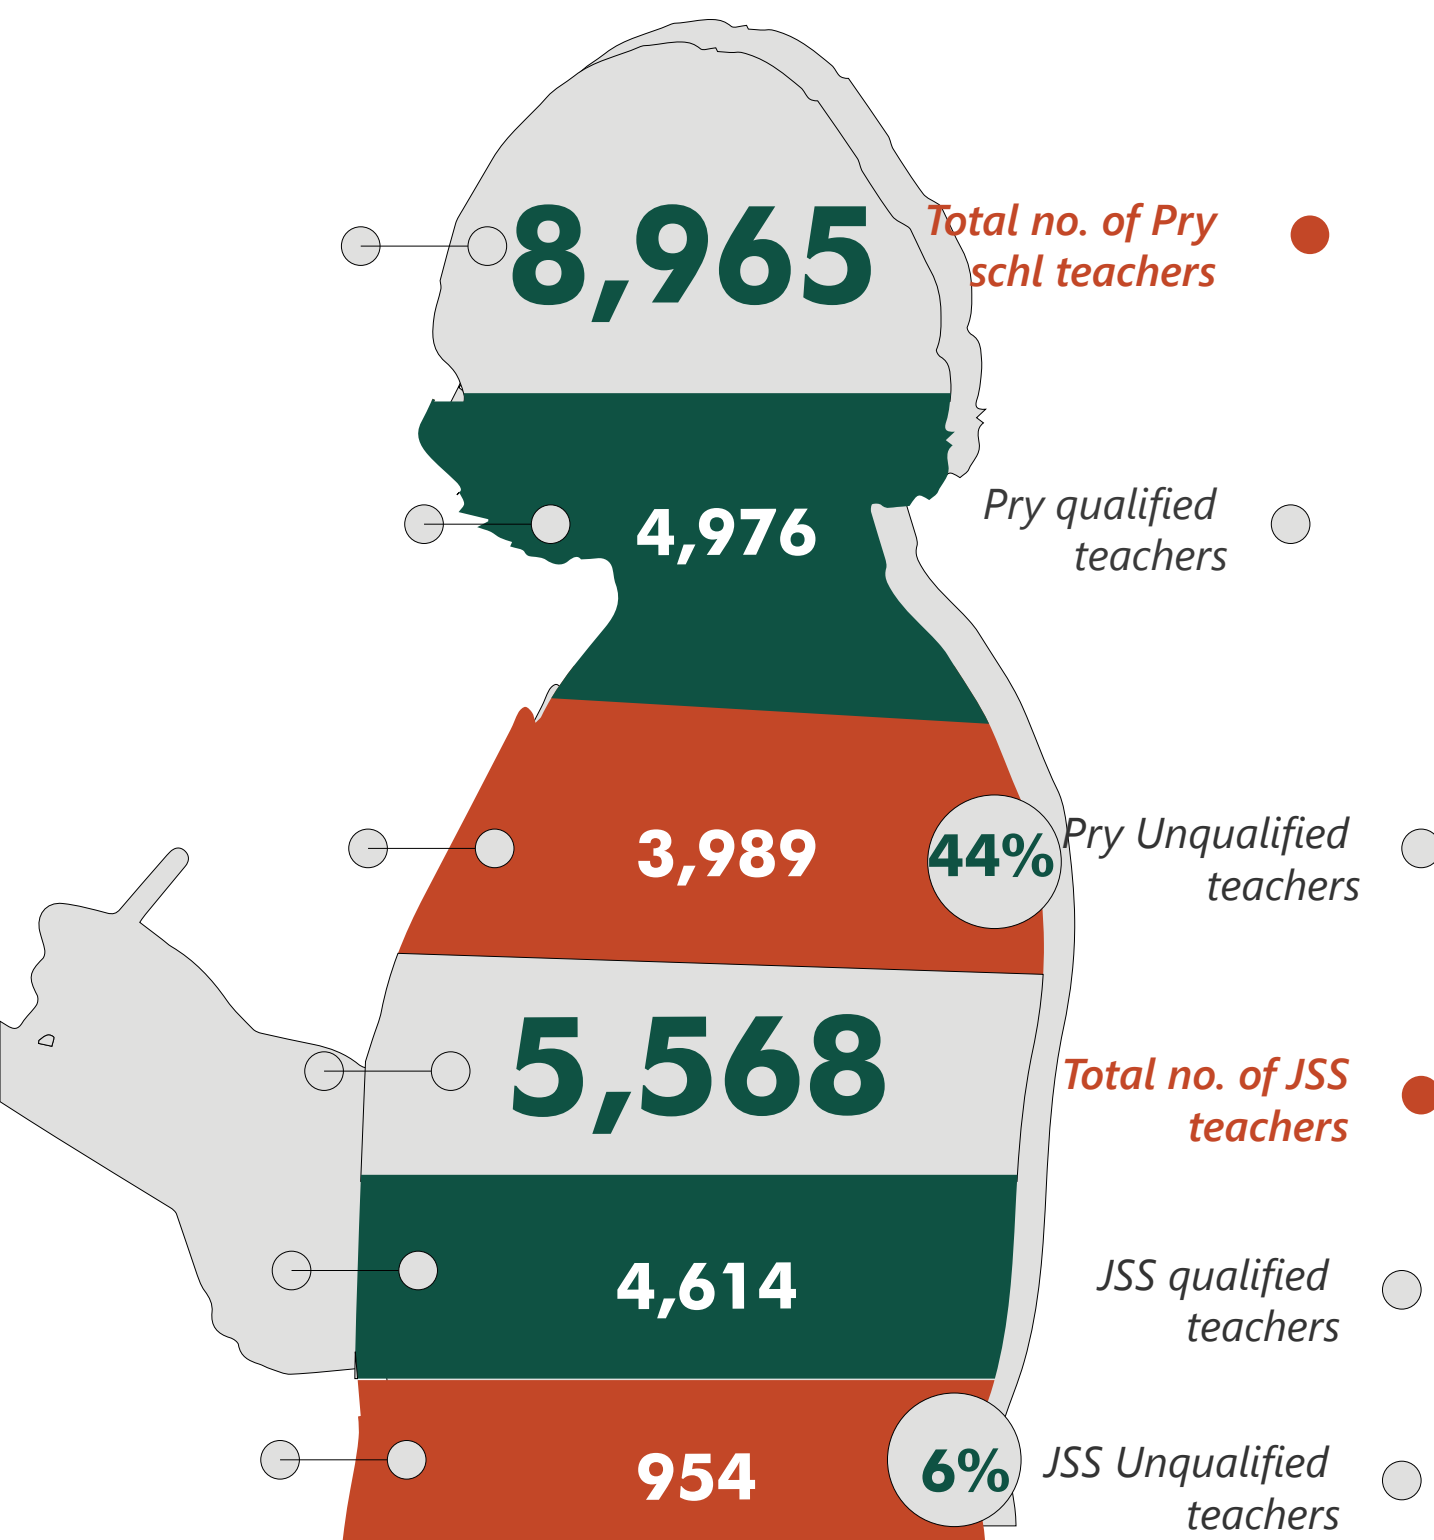 8,965
Total no. of Pry
schl teachers
4,976
Pry qualified
teachers
3,989
44%
Pry Unqualified
teachers
5,568
Total no. of JSS
teachers
4,614
JSS qualified
teachers
954
6%
JSS Unqualified
teachers